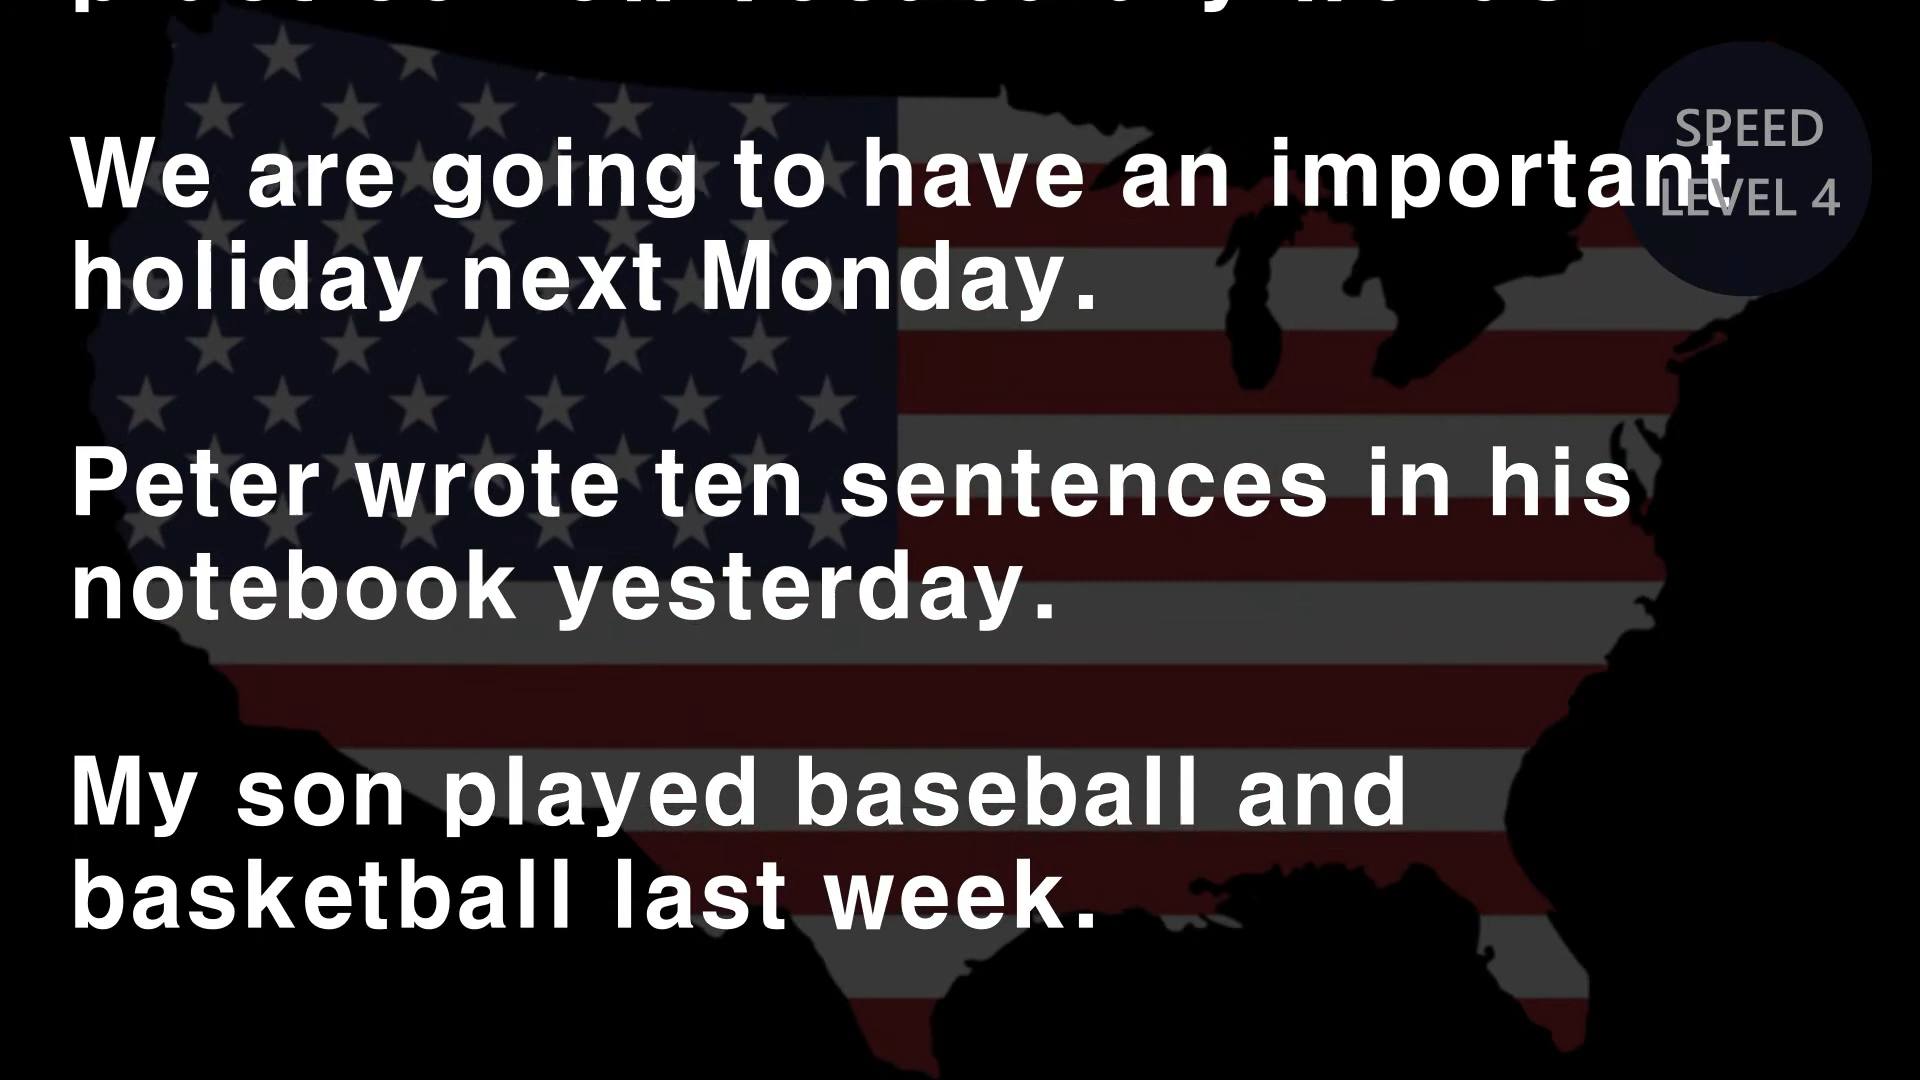 We are going to have an important
holiday next Monday.
Peter wrote ten sentences in his
notebook yesterday.
My son played baseball and
basketball last week.
SPEED
LEVEL 4